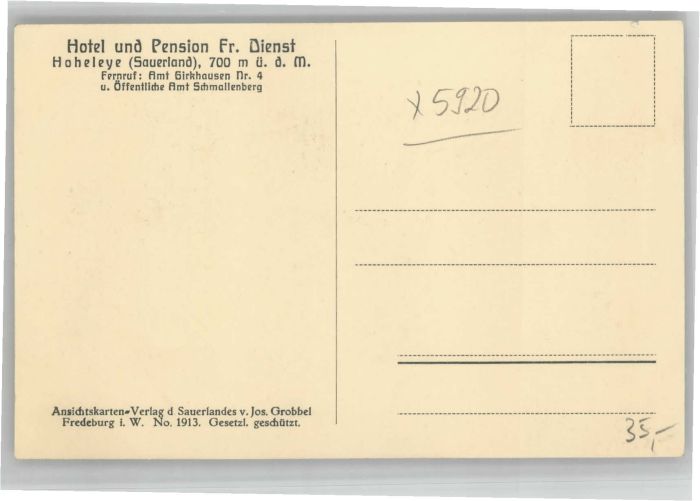 Hotel und Pension Fr. Dienst
Hoheleye (Sauerland), 700 m ü. d. M.
Fernruf: Amt Girkhausen Nr. 4
u. Öffentliche Amt Schmallenberg
x 5920
Ansichtskarten-Verlag d Sauerlandes v. Jos. Grobbel
Fredeburg i. W. No. 1913. Gesetzl. geschützt.
35,-